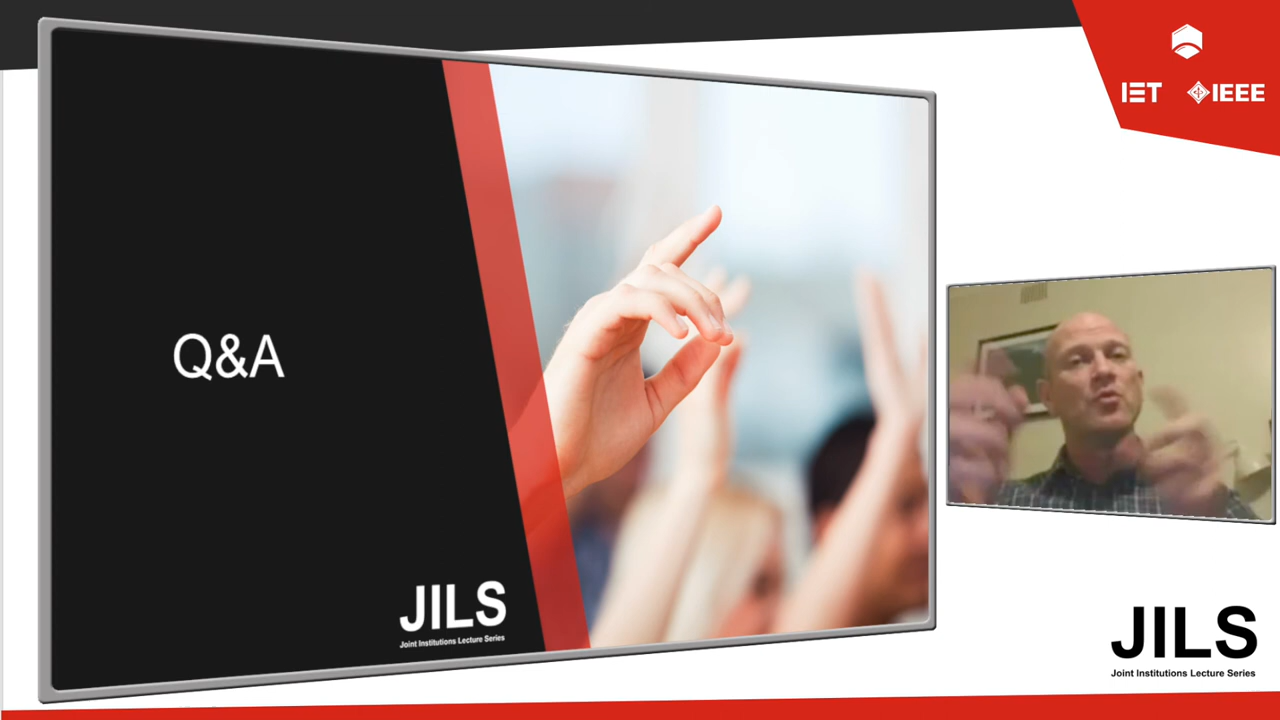 IET
IEEE
Q&A
JILS
Joint Institutions Lecture Series
JILS
Joint Institutions Lecture Series